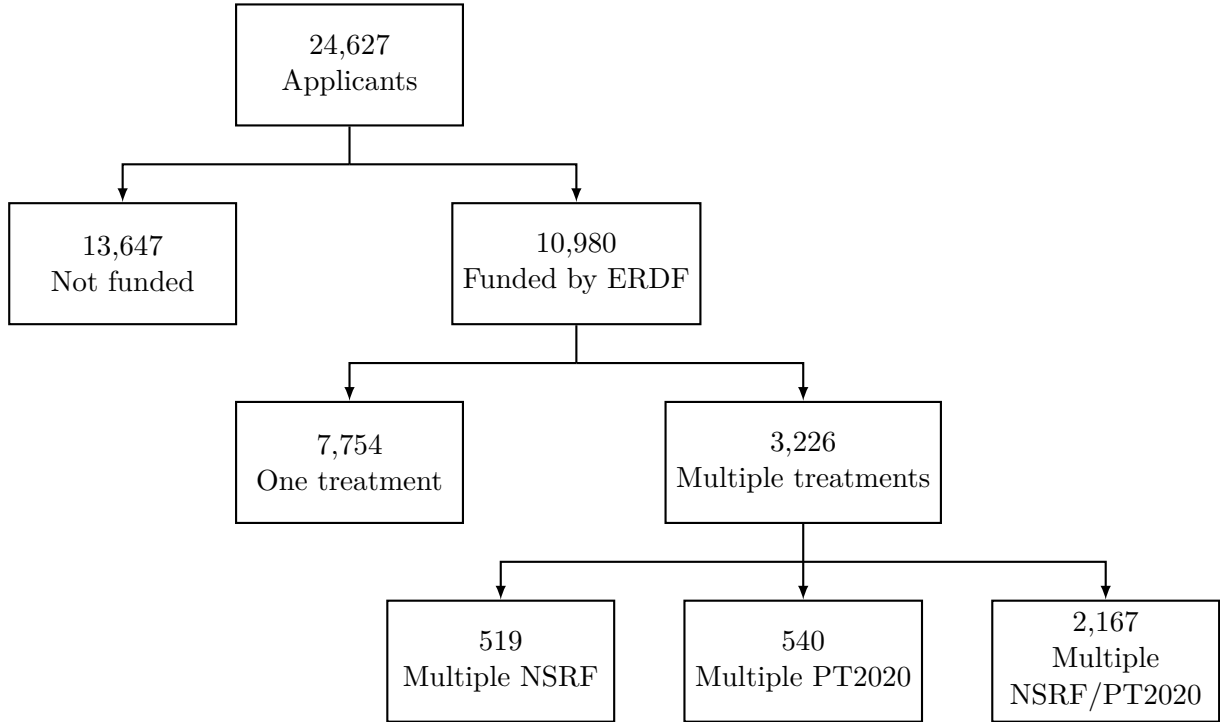 24,627
Applicants
13,647
Not funded
10,980
Funded by ERDF
7,754
One treatment
3,226
Multiple treatments
519
Multiple NSRF
540
Multiple PT2020
2,167
Multiple
NSRF/PT2020